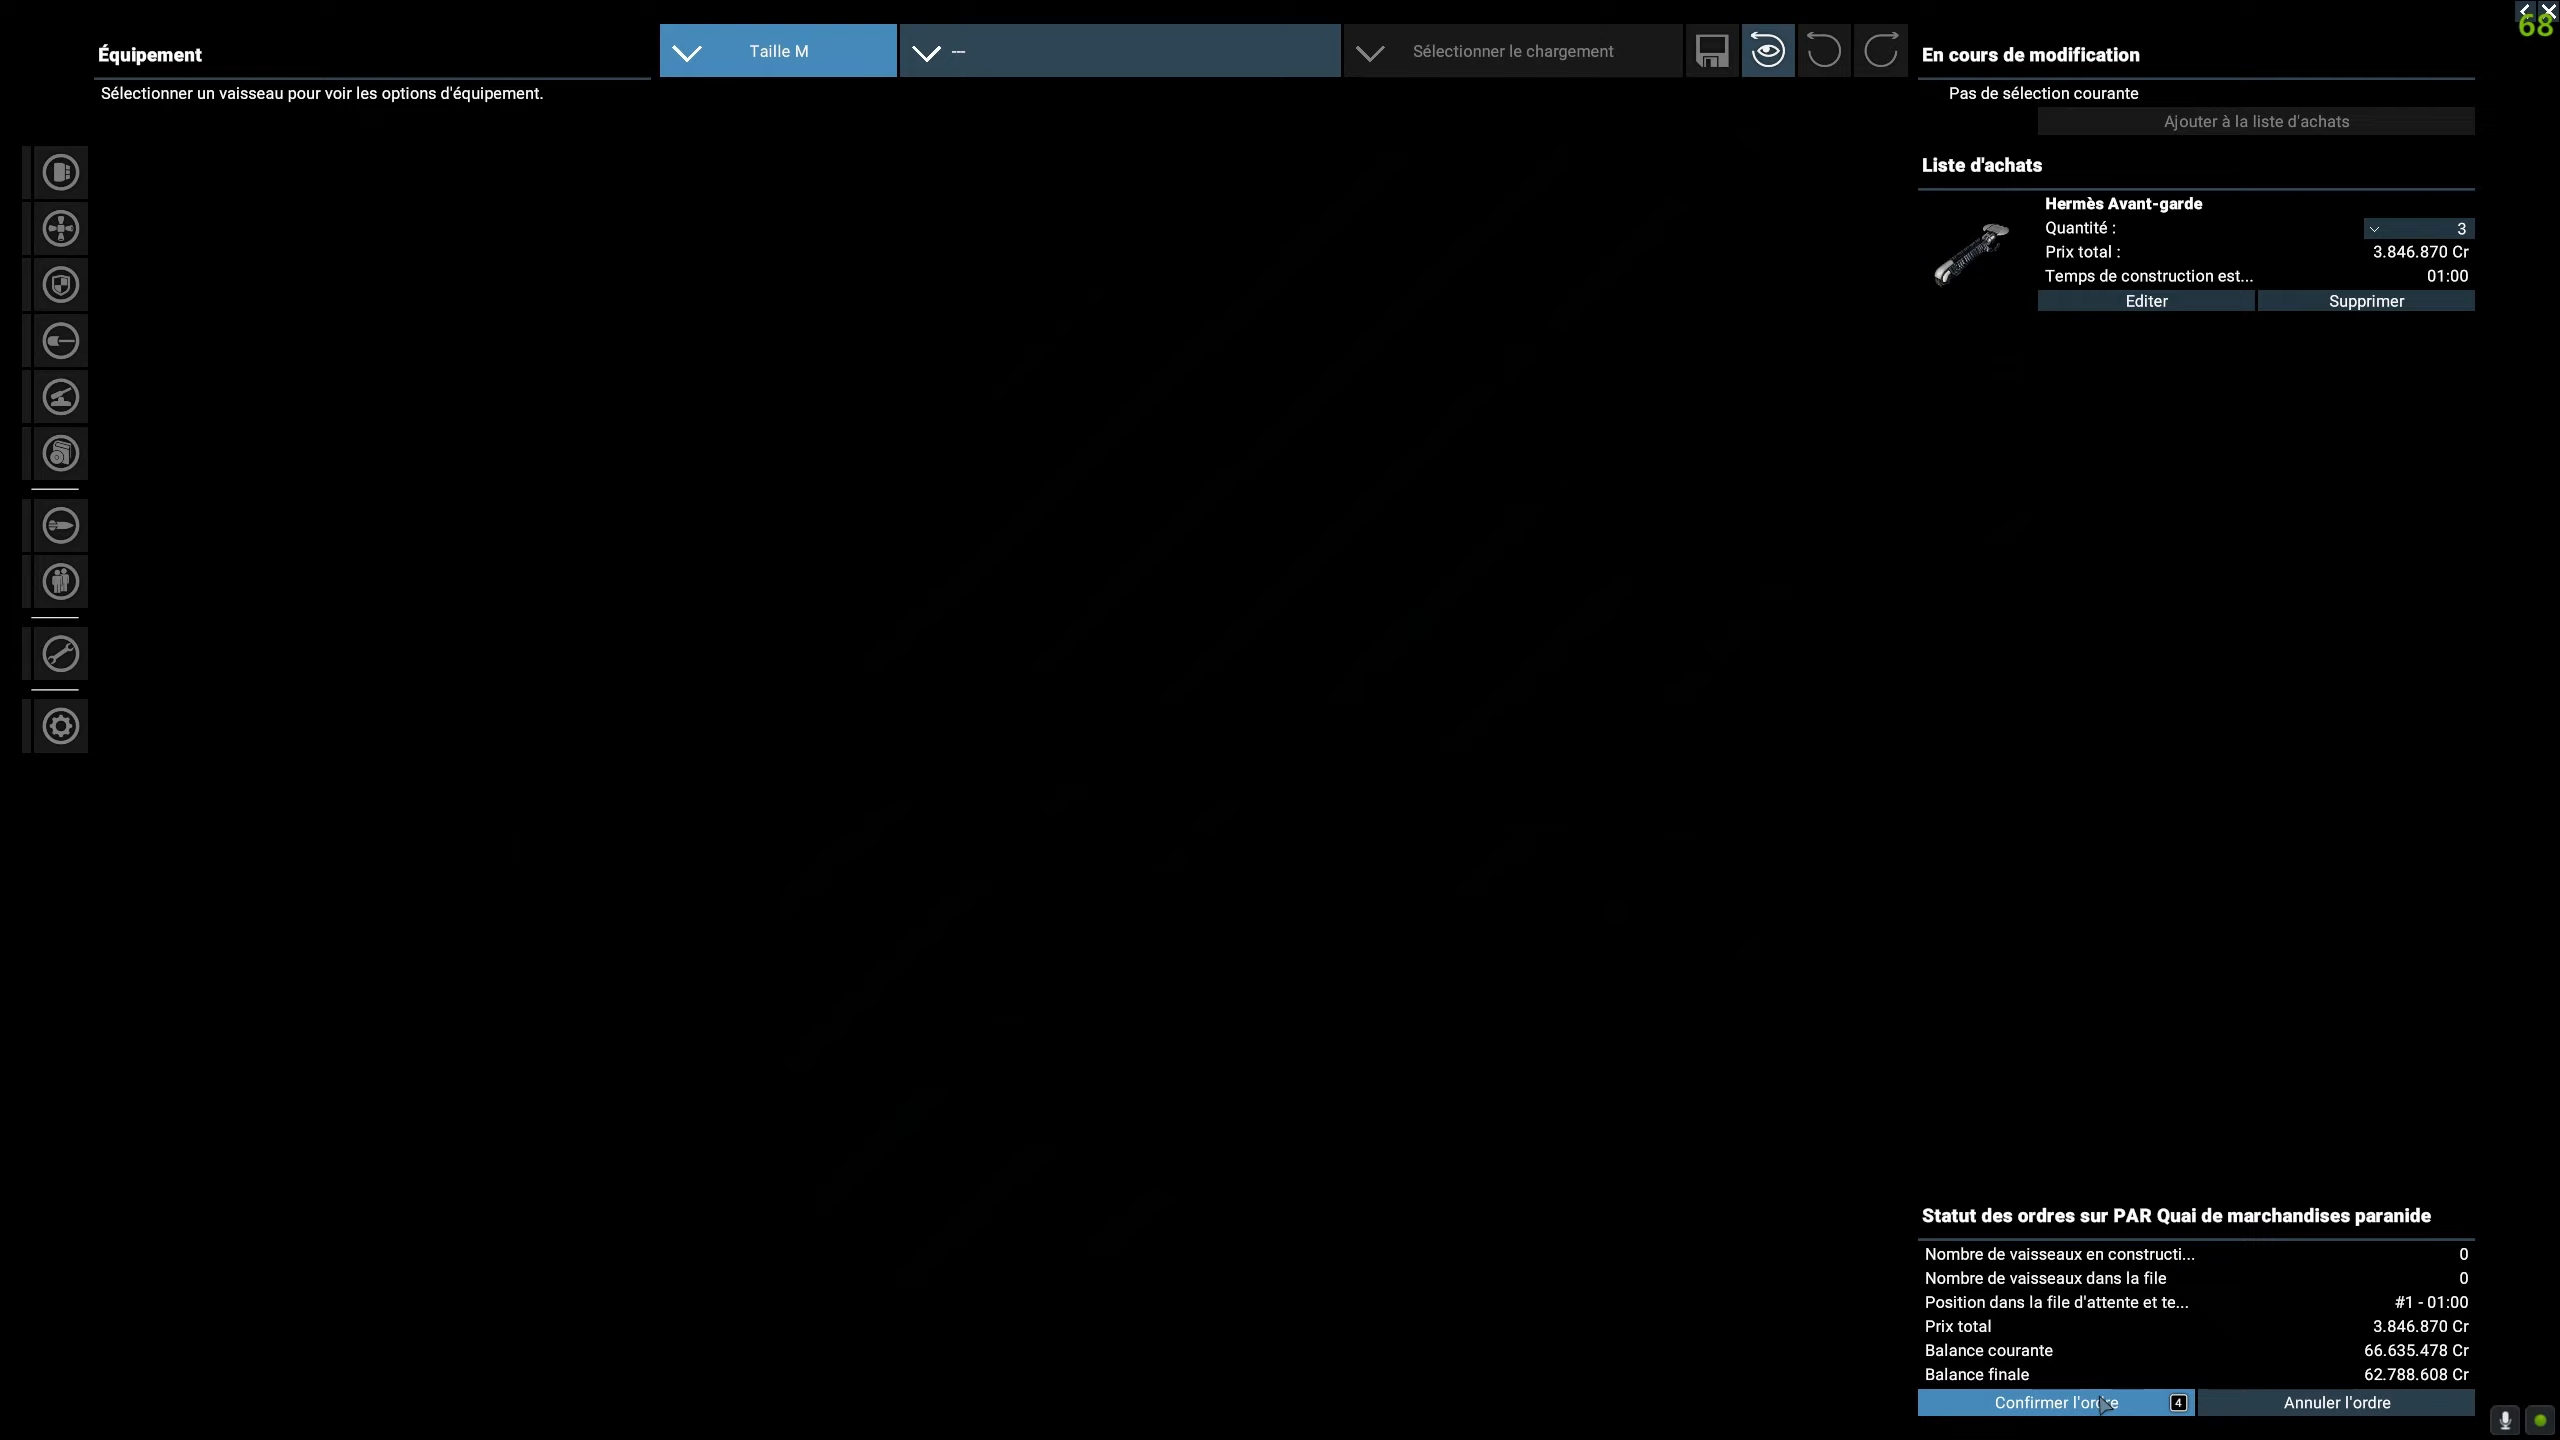 68
Équipement
Sélectionner un vaisseau pour voir les options d'équipement.
Taille M
---
Sélectionner le chargement
En cours de modification
Pas de sélection courante
Ajouter à la liste d'achats
Liste d'achats
Hermès Avant-garde
Quantité : 3
Prix total : 3.846.870 Cr
Temps de construction est... 01:00
Editer
Supprimer
Statut des ordres sur PAR Quai de marchandises paranide
Nombre de vaisseaux en constructi... 0
Nombre de vaisseaux dans la file 0
Position dans la file d'attente et te... #1 - 01:00
Prix total 3.846.870 Cr
Balance courante 66.635.478 Cr
Balance finale 62.788.608 Cr
Confirmer l'ordre 4
Annuler l'ordre